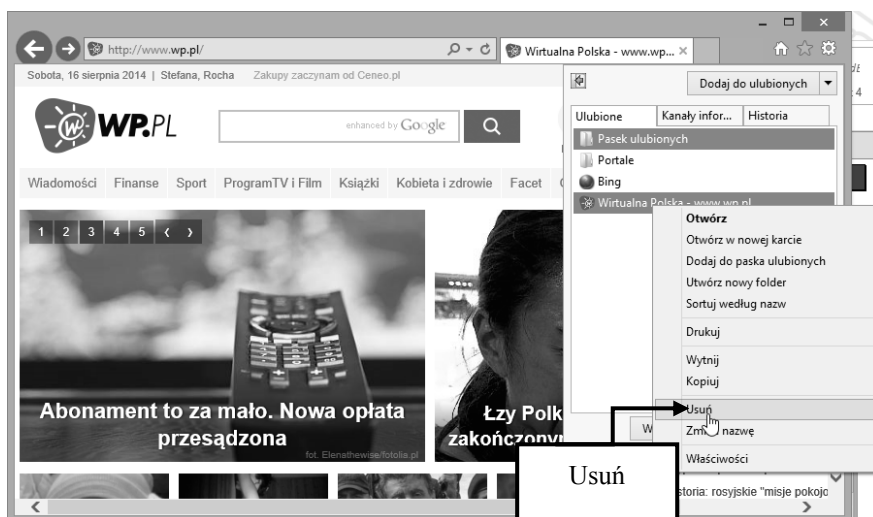 http://www.wp.pl/
Wirtualna Polska - www.wp...
Sobota, 16 sierpnia 2014 | Stefana, Rocha Zakupy zaczynam od Ceneo.pl
Dodaj do ulubionych
WP.PL
enhanced by Google
Ulubione Kanały infor... Historia
Pasek ulubionych
Portale
Bing
Wirtualna Polska - www.wp.pl
Wiadomości Finanse Sport ProgramTV i Film Książki Kobieta i zdrowie Facet
1 2 3 4 5
Otwórz
Otwórz w nowej karcie
Dodaj do paska ulubionych
Utwórz nowy folder
Sortuj według nazw
Drukuj
Wytnij
Kopiuj
Usuń
nazwę
Właściwości
Abonament to za mało. Nowa opłata
przesądzona
fot. Elenathewise/fotolia.pl
Łzy Polk
Usuń
storia: rosyjskie "misje pokojo